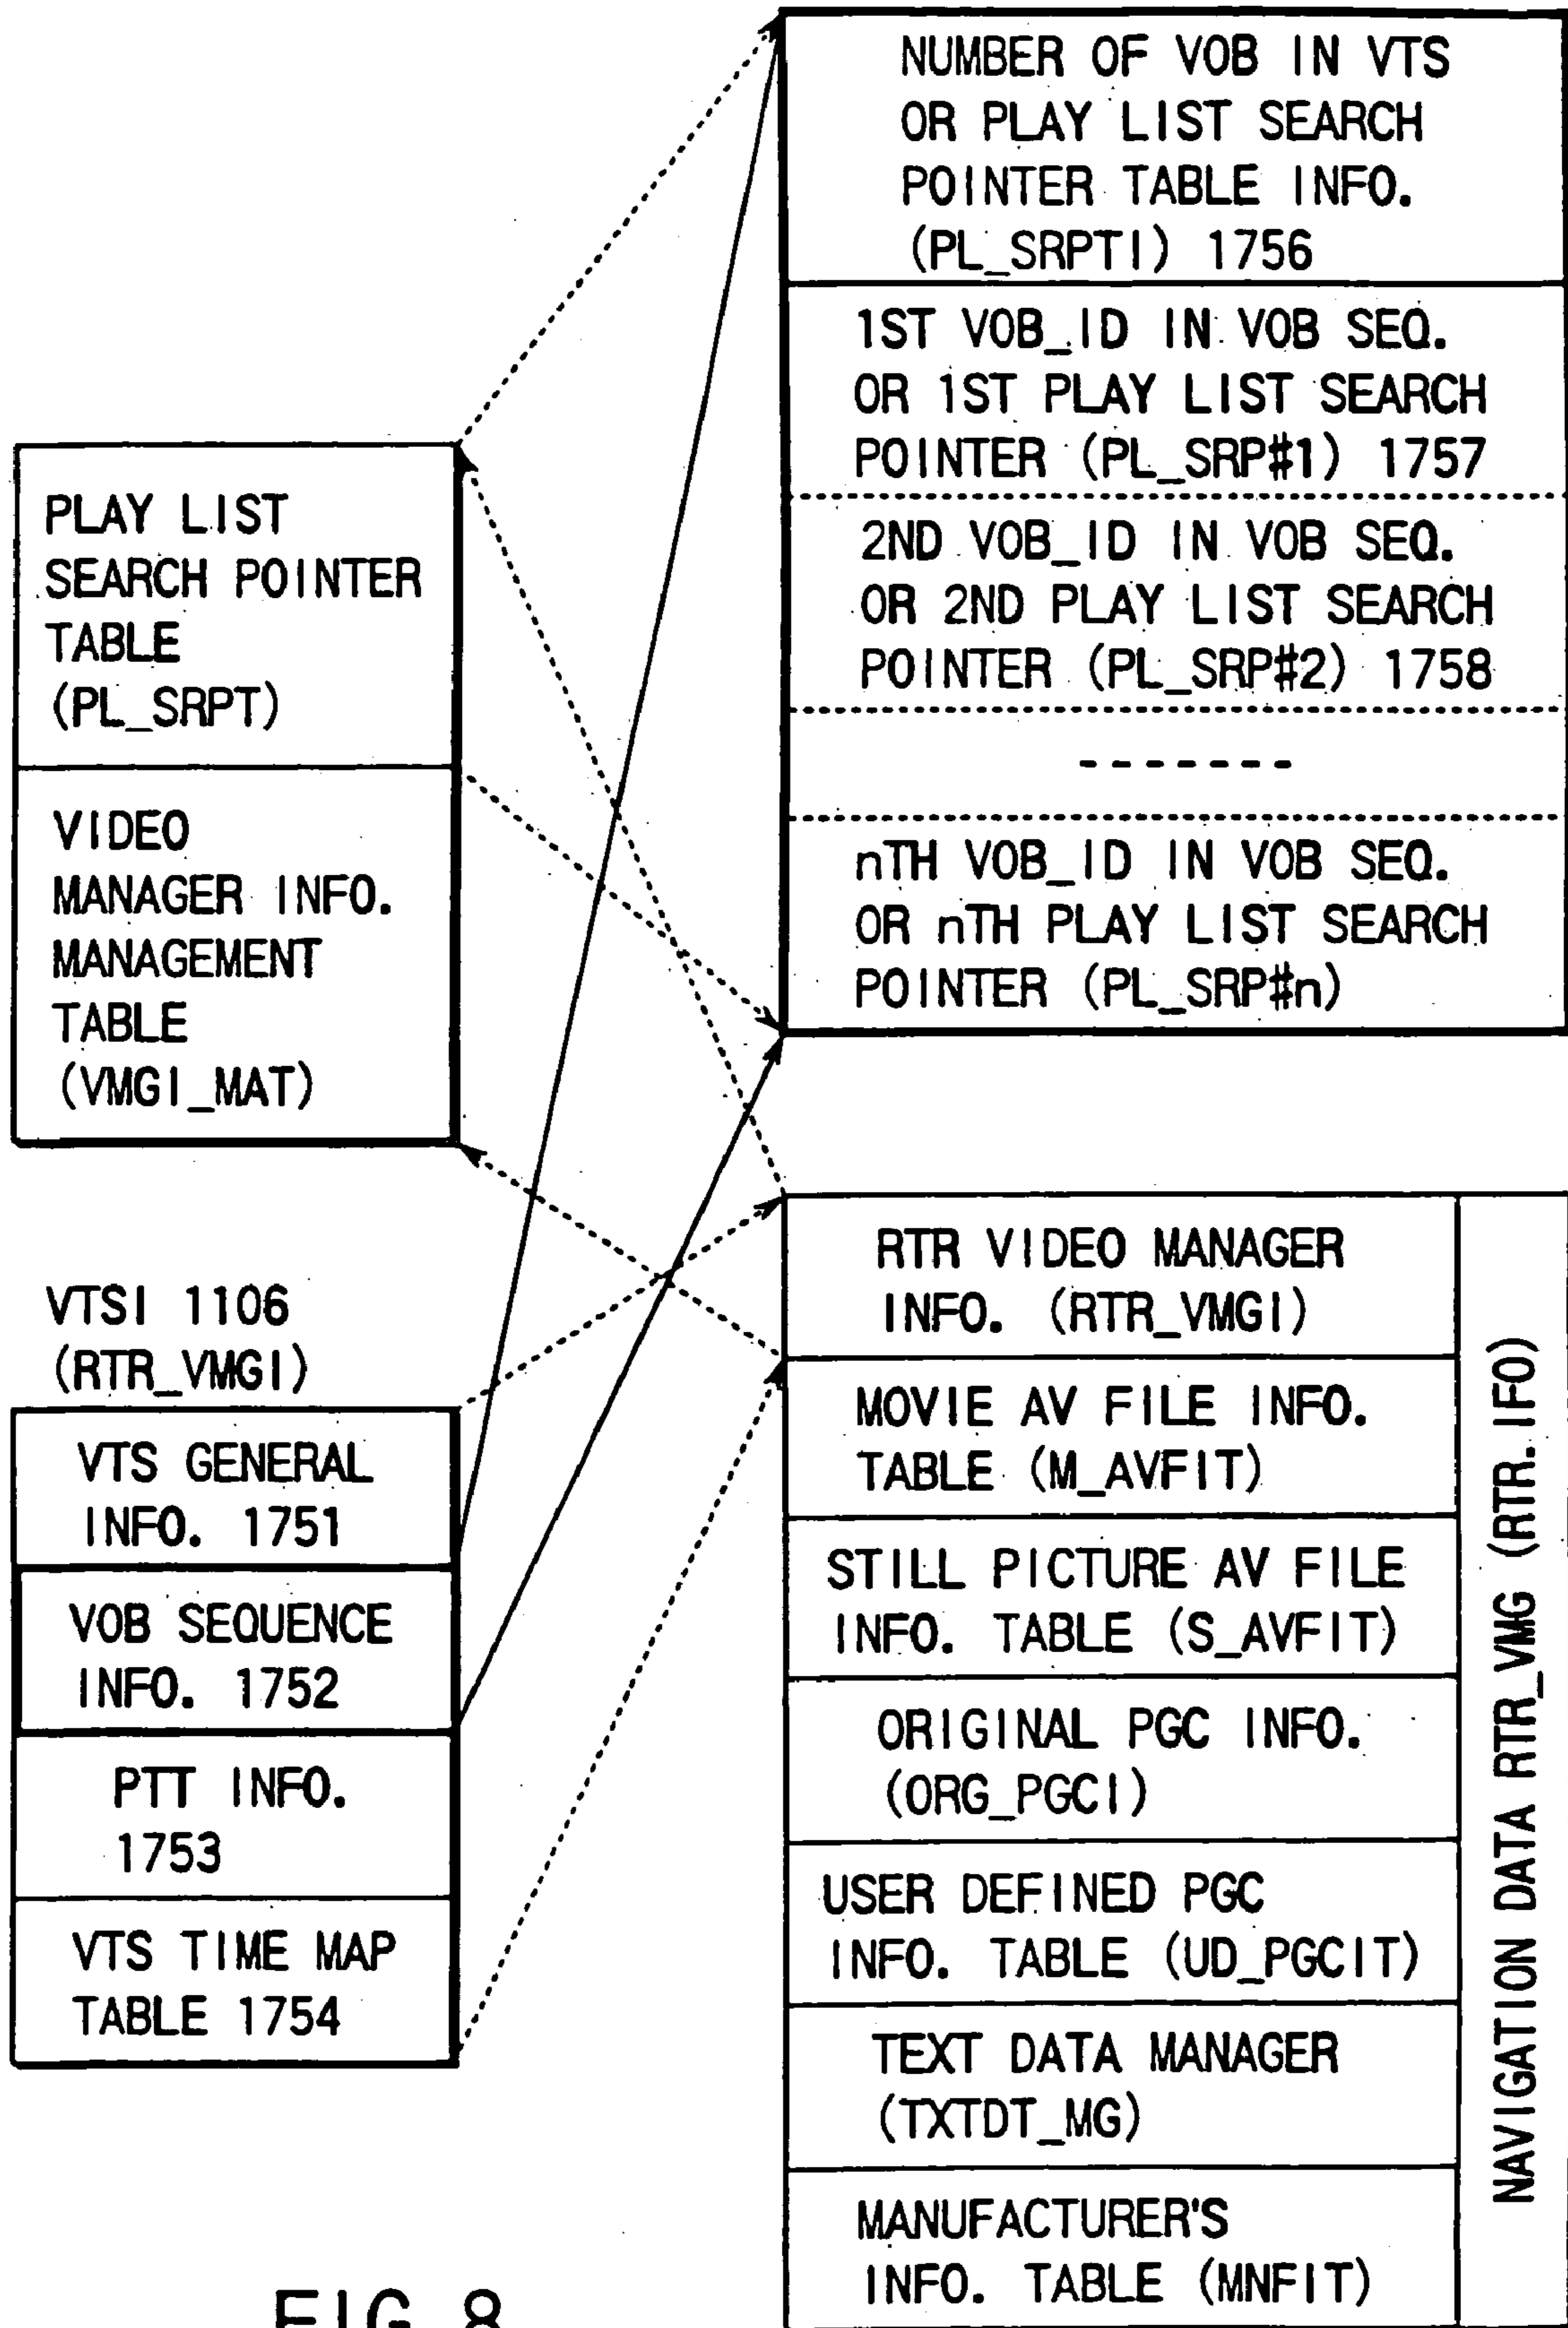 NUMBER OF VOB IN VTS
OR PLAY LIST SEARCH
POINTER TABLE INFO.
(PL_SRPTI) 1756
1ST VOB_ID IN VOB SEQ.
OR 1ST PLAY LIST SEARCH
POINTER (PL_SRP#1) 1757
2ND VOB_ID IN VOB SEQ.
OR 2ND PLAY LIST SEARCH
POINTER (PL_SRP#2) 1758
-------
nTH VOB_ID IN VOB SEQ.
OR nTH PLAY LIST SEARCH
POINTER (PL_SRP#n)
PLAY LIST
SEARCH POINTER
TABLE
(PL_SRPT)
VIDEO
MANAGER INFO.
MANAGEMENT
TABLE
(VMGI_MAT)
VTSI 1106
(RTR_VMGI)
VTS GENERAL
INFO. 1751
VOB SEQUENCE
INFO. 1752
PTT INFO.
1753
VTS TIME MAP
TABLE 1754
RTR VIDEO MANAGER
INFO. (RTR_VMGI)
MOVIE AV FILE INFO.
TABLE (M_AVFIT)
STILL PICTURE AV FILE
INFO. TABLE (S_AVFIT)
ORIGINAL PGC INFO.
(ORG_PGCI)
USER DEFINED PGC
INFO. TABLE (UD_PGCIT)
TEXT DATA MANAGER
(TXTDT_MG)
MANUFACTURER'S
INFO. TABLE (MNFIT)
NAVIGATION DATA RTR_VMG (RTR.IFO)
FIG. 8